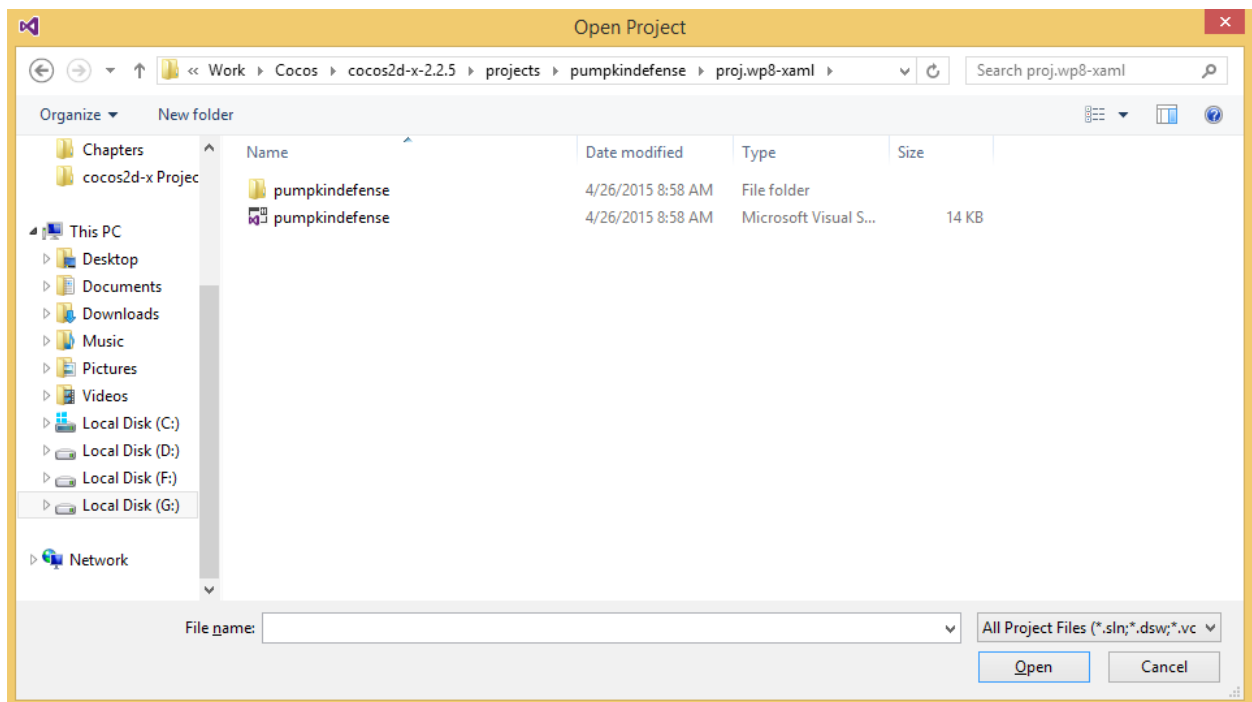 Open Project
« Work Cocos cocos2d-x-2.2.5 projects pumpkindefense proj.wp8-xaml Search proj.wp8-xaml
Organize New folder
Chapters
cocos2d-x Projec
This PC
Desktop
Documents
Downloads
Music
Pictures
Videos
Local Disk (C:)
Local Disk (D:)
Local Disk (F:)
Local Disk (G:)
Network
Name Date modified Type Size
pumpkindefense 4/26/2015 8:58 AM File folder
pumpkindefense 4/26/2015 8:58 AM Microsoft Visual S... 14 KB
File name: All Project Files (*.sln;*.dsw;*.vc
Open Cancel